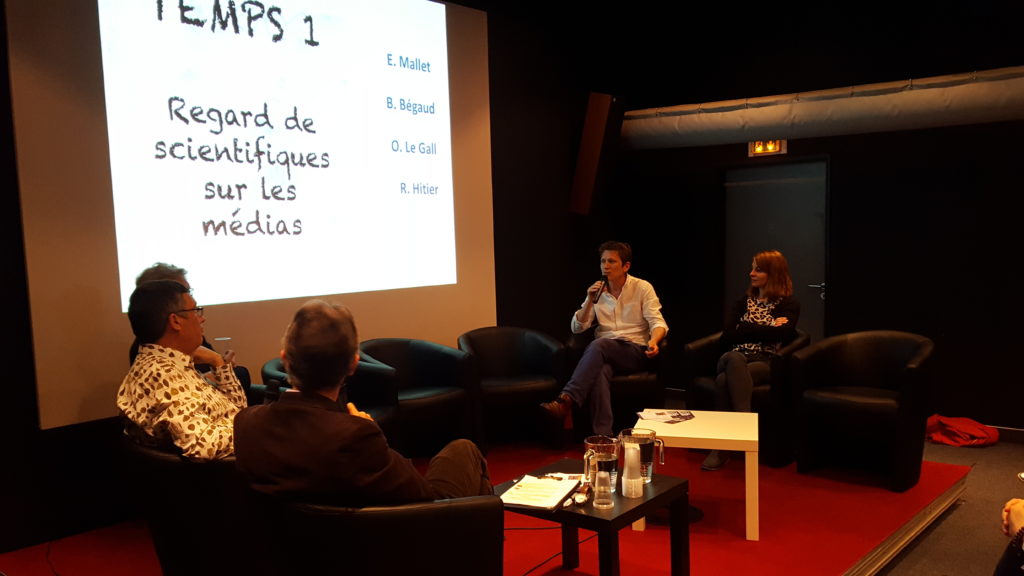 TEMPS 1
Regard de
scientifiques
sur les
médias
E. Mallet
B. Bégaud
O. Le Gall
R. Hitier